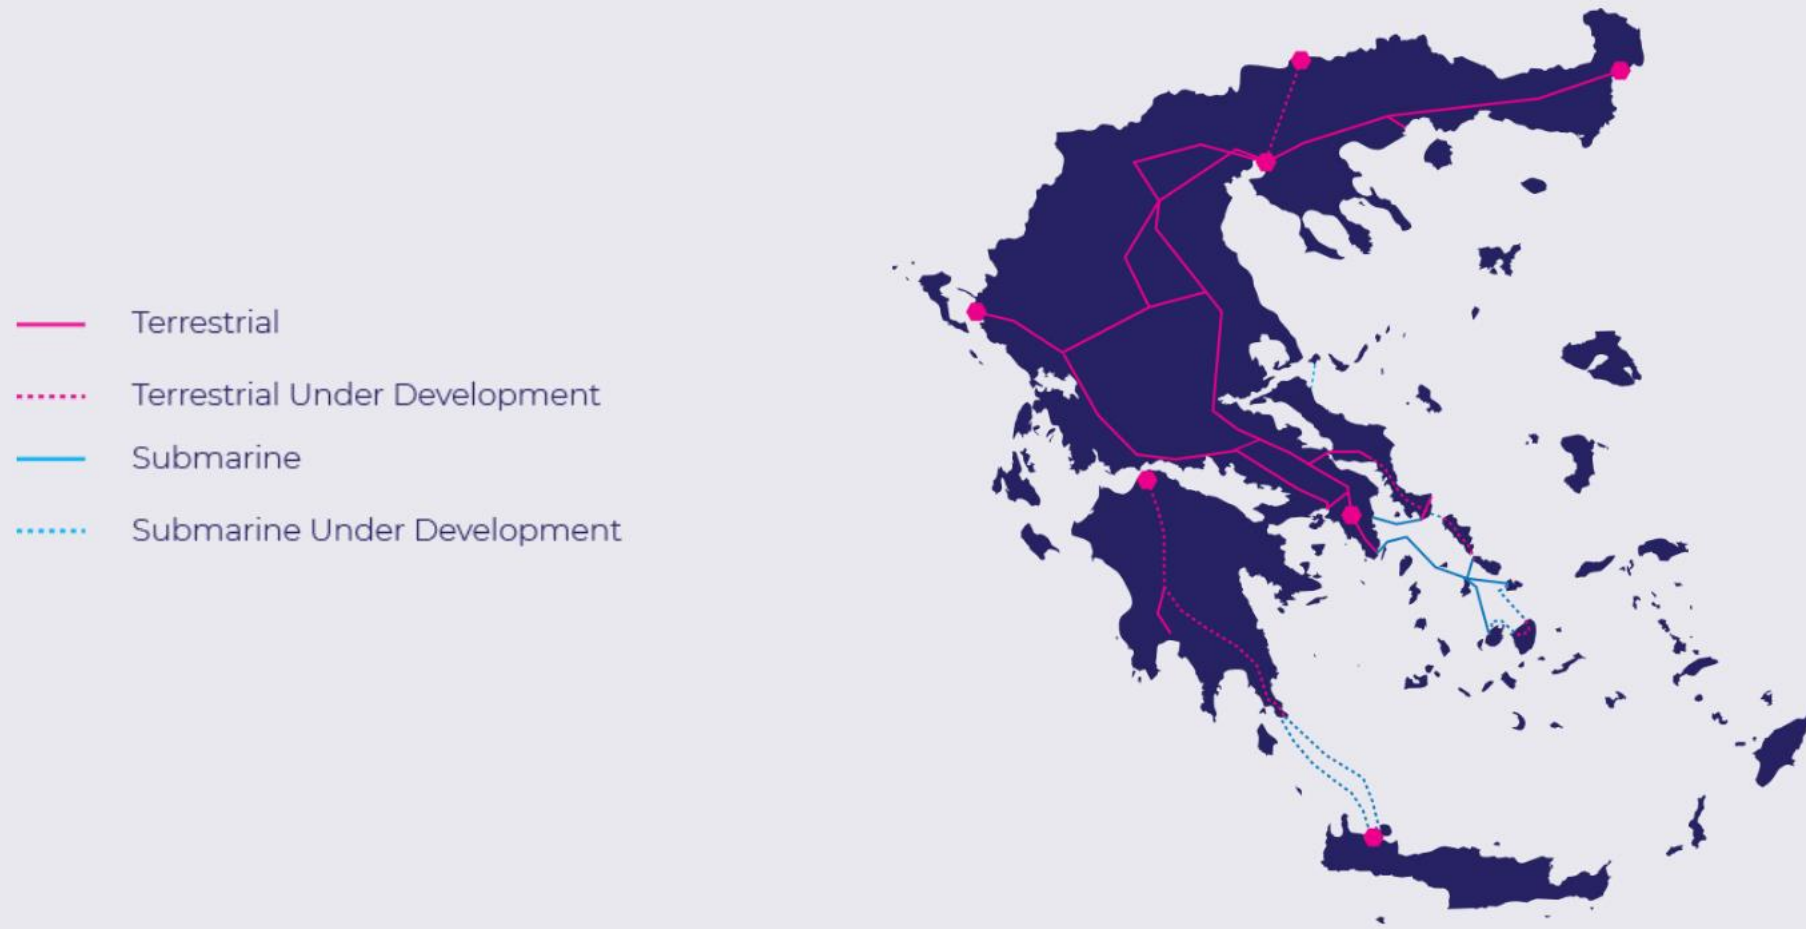 Terrestrial
Terrestrial Under Development
Submarine
Submarine Under Development